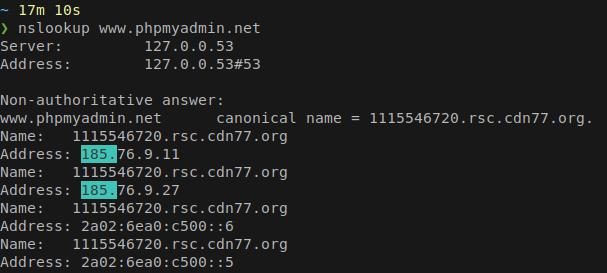 ~ 17m 10s
❯ nslookup www.phpmyadmin.net
Server:         127.0.0.53
Address:        127.0.0.53#53

Non-authoritative answer:
www.phpmyadmin.net      canonical name = 1115546720.rsc.cdn77.org.
Name:   1115546720.rsc.cdn77.org
Address: 185.76.9.11
Name:   1115546720.rsc.cdn77.org
Address: 185.76.9.27
Name:   1115546720.rsc.cdn77.org
Address: 2a02:6ea0:c500::6
Name:   1115546720.rsc.cdn77.org
Address: 2a02:6ea0:c500::5